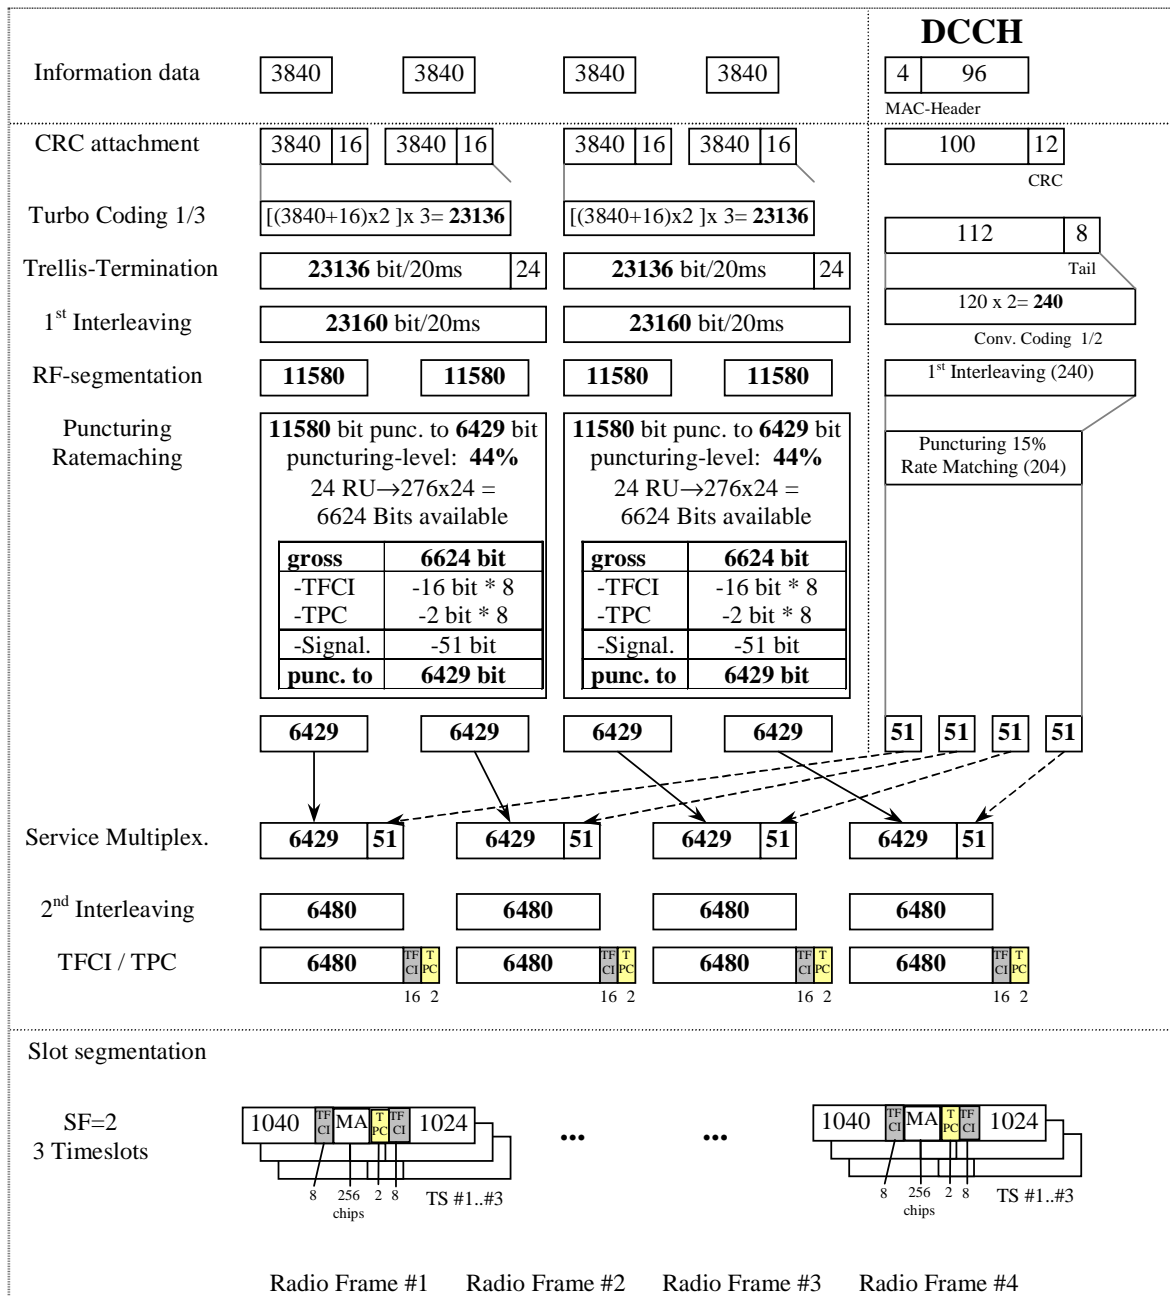 DCCH
Information data
3840 3840 3840 3840 4 96
MAC-Header
CRC attachment
3840 16 3840 16 3840 16 3840 16 100 12
CRC
Turbo Coding 1/3
[(3840+16)x2 ]x 3= 23136 [(3840+16)x2 ]x 3= 23136
112 8
Tail
Trellis-Termination
23136 bit/20ms 24 23136 bit/20ms 24
120 x 2= 240
Conv. Coding 1/2
1st Interleaving
23160 bit/20ms 23160 bit/20ms
RF-segmentation
11580 11580 11580 11580 1st Interleaving (240)
Puncturing
Ratemaching
11580 bit punc. to 6429 bit
puncturing-level: 44%
24 RU→276x24 =
6624 Bits available
gross 6624 bit
-TFCI -16 bit * 8
-TPC -2 bit * 8
-Signal. -51 bit
punc. to 6429 bit
11580 bit punc. to 6429 bit
puncturing-level: 44%
24 RU→276x24 =
6624 Bits available
gross 6624 bit
-TFCI -16 bit * 8
-TPC -2 bit * 8
-Signal. -51 bit
punc. to 6429 bit
Puncturing 15%
Rate Matching (204)
6429 6429 6429 6429 51 51 51 51
Service Multiplex.
6429 51 6429 51 6429 51 6429 51
2nd Interleaving
6480 6480 6480 6480
TFCI / TPC
6480 TF CI T PC 6480 TF CI T PC 6480 TF CI T PC 6480 TF CI T PC
16 2 16 2 16 2 16 2
Slot segmentation
SF=2
3 Timeslots
1040 TF CI MA T PC TF CI 1024
8 256 2 8 TS #1..#3
chips
... ...
1040 TF CI MA T PC TF CI 1024
8 256 2 8 TS #1..#3
chips
Radio Frame #1 Radio Frame #2 Radio Frame #3 Radio Frame #4